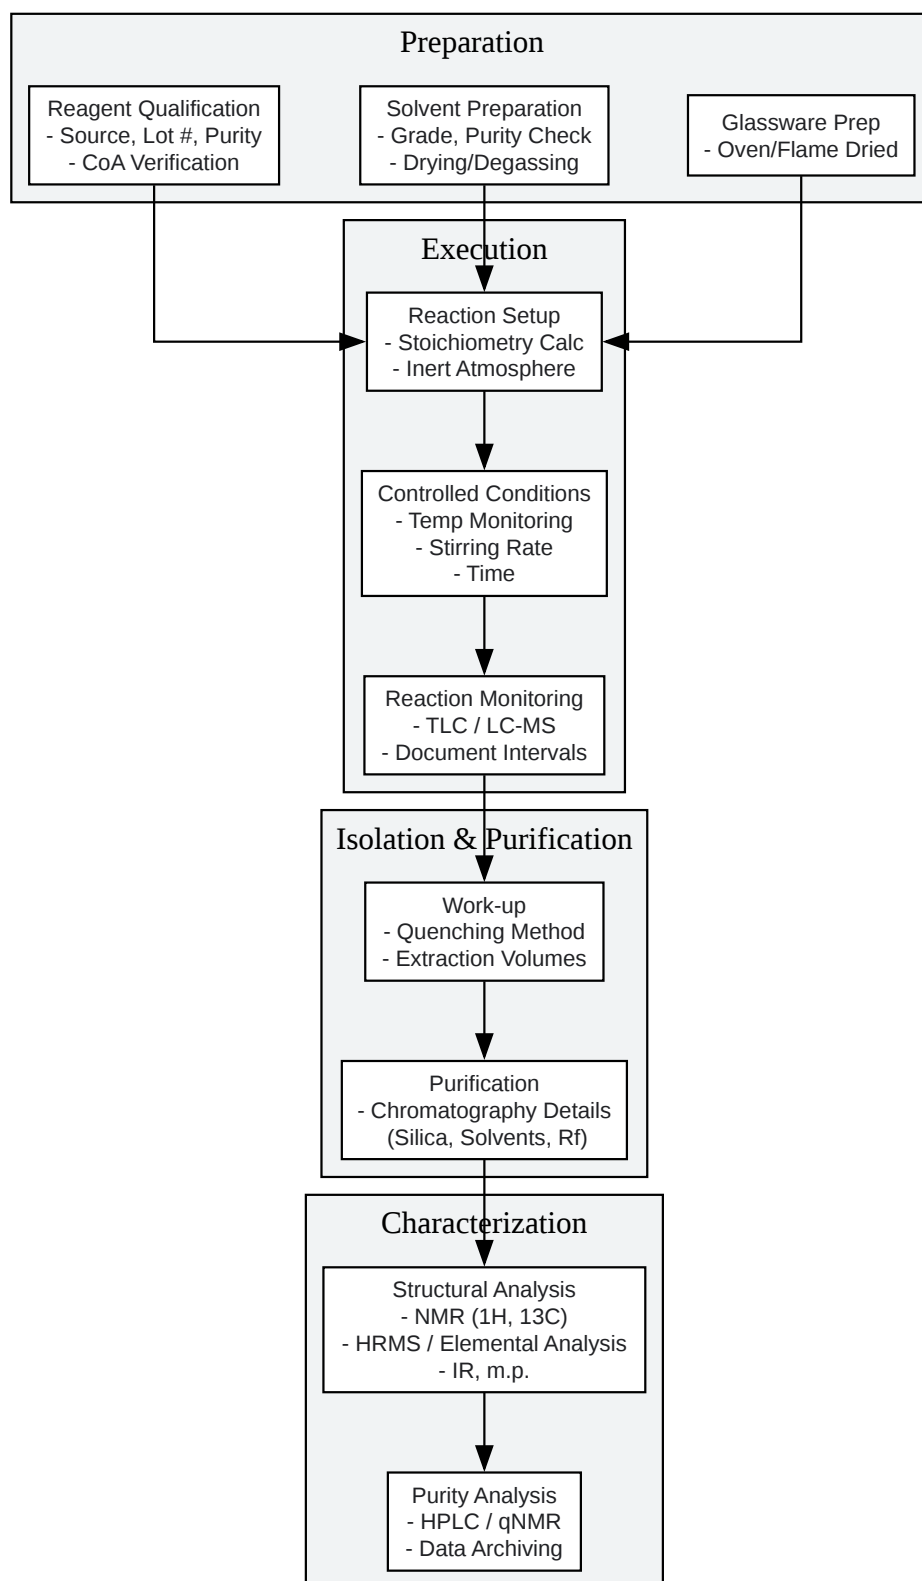 Preparation
Reagent Qualification
- Source, Lot #, Purity
- CoA Verification
Solvent Preparation
- Grade, Purity Check
- Drying/Degassing
Glassware Prep
- Oven/Flame Dried
Execution
Reaction Setup
- Stoichiometry Calc
- Inert Atmosphere
Controlled Conditions
- Temp Monitoring
- Stirring Rate
- Time
Reaction Monitoring
- TLC / LC-MS
- Document Intervals
Isolation & Purification
Work-up
- Quenching Method
- Extraction Volumes
Purification
- Chromatography Details
(Silica, Solvents, Rf)
Characterization
Structural Analysis
- NMR (1H, 13C)
- HRMS / Elemental Analysis
- IR, m.p.
Purity Analysis
- HPLC / qNMR
- Data Archiving